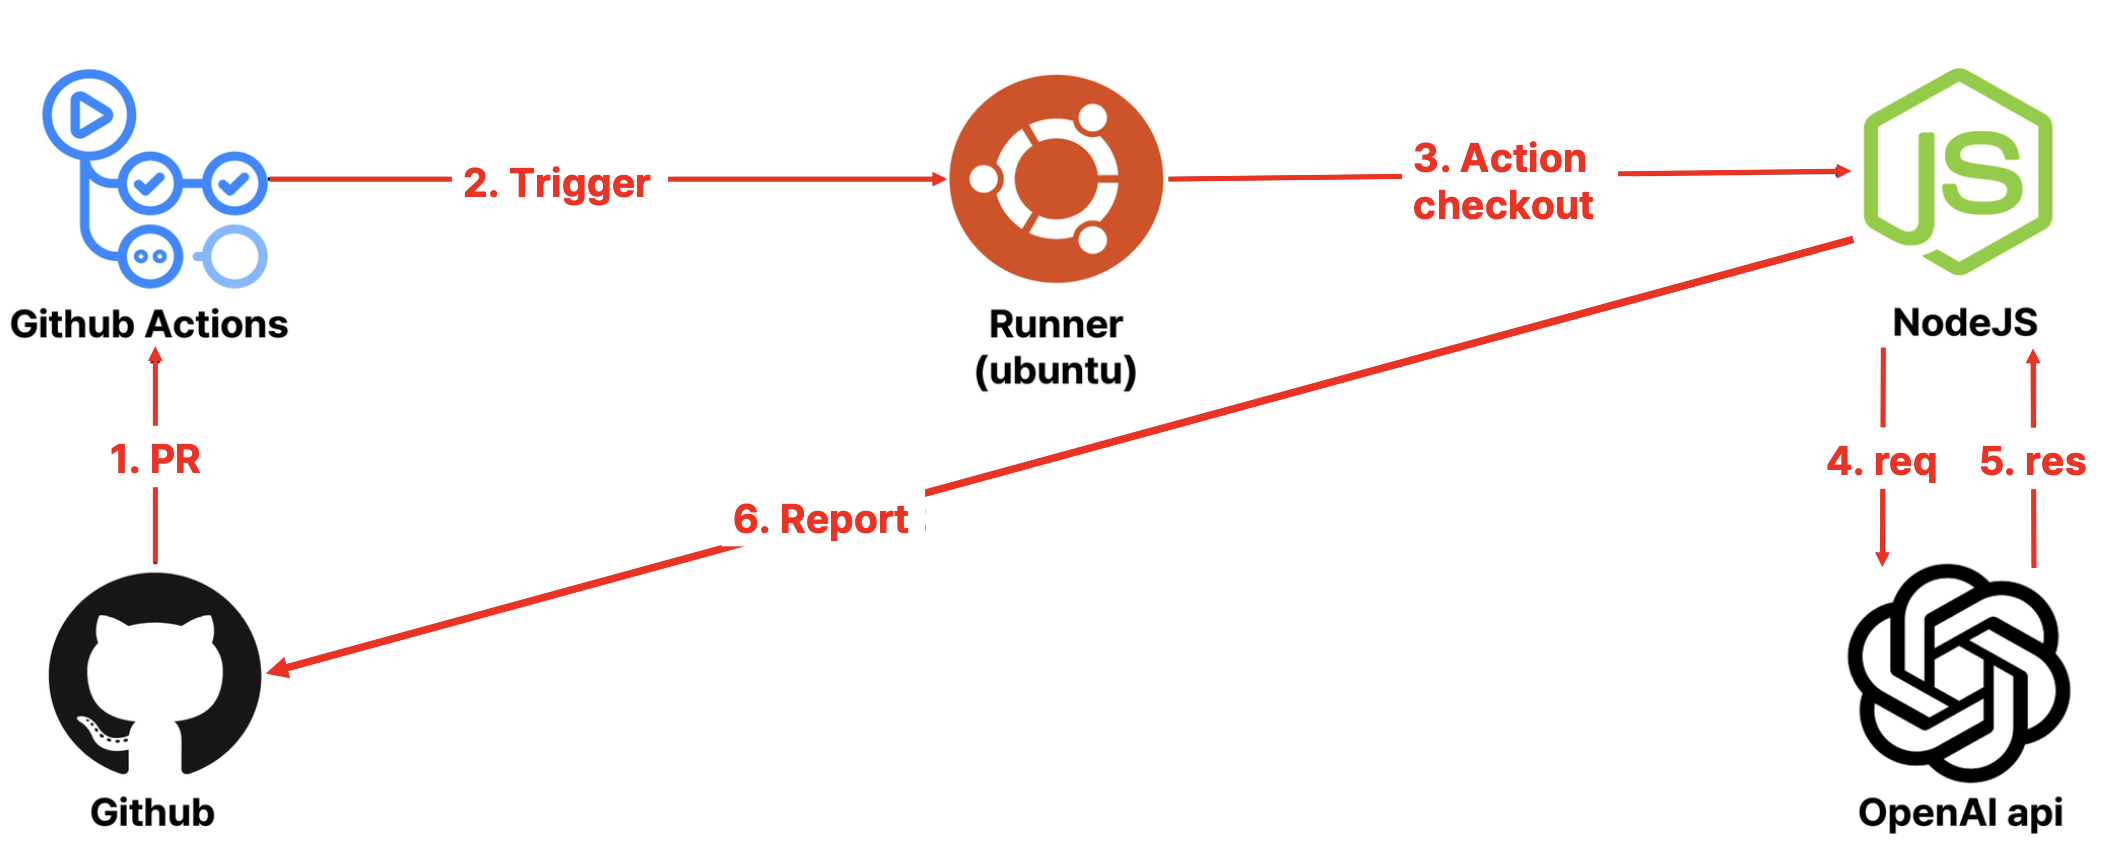 2. Trigger
3. Action
checkout
Github Actions
Runner
(ubuntu)
NodeJS
1. PR
6. Report
4. req
5. res
Github
OpenAI api